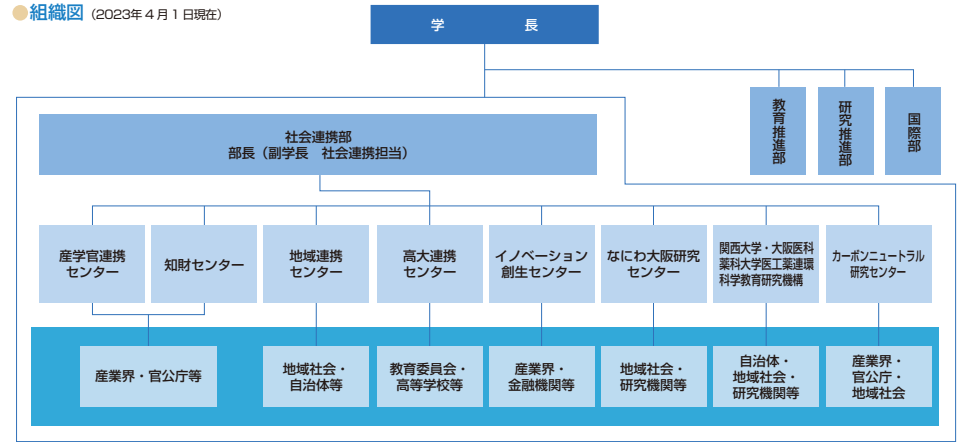 ●組織図（2023年4月1日現在）
学　長
教育推進部
研究推進部
国際部
社会連携部
部長（副学長　社会連携担当）
産学官連携
センター
知財センター
地域連携
センター
高大連携
センター
イノベーション
創生センター
なにわ大阪研究
センター
関西大学・大阪医科
薬科大学医工薬連環
科学教育研究機構
カーボンニュートラル
研究センター
産業界・官公庁等
地域社会・
自治体等
教育委員会・
高等学校等
産業界・
金融機関等
地域社会・
研究機関等
自治体・
地域社会・
研究機関等
産業界・
官公庁・
地域社会